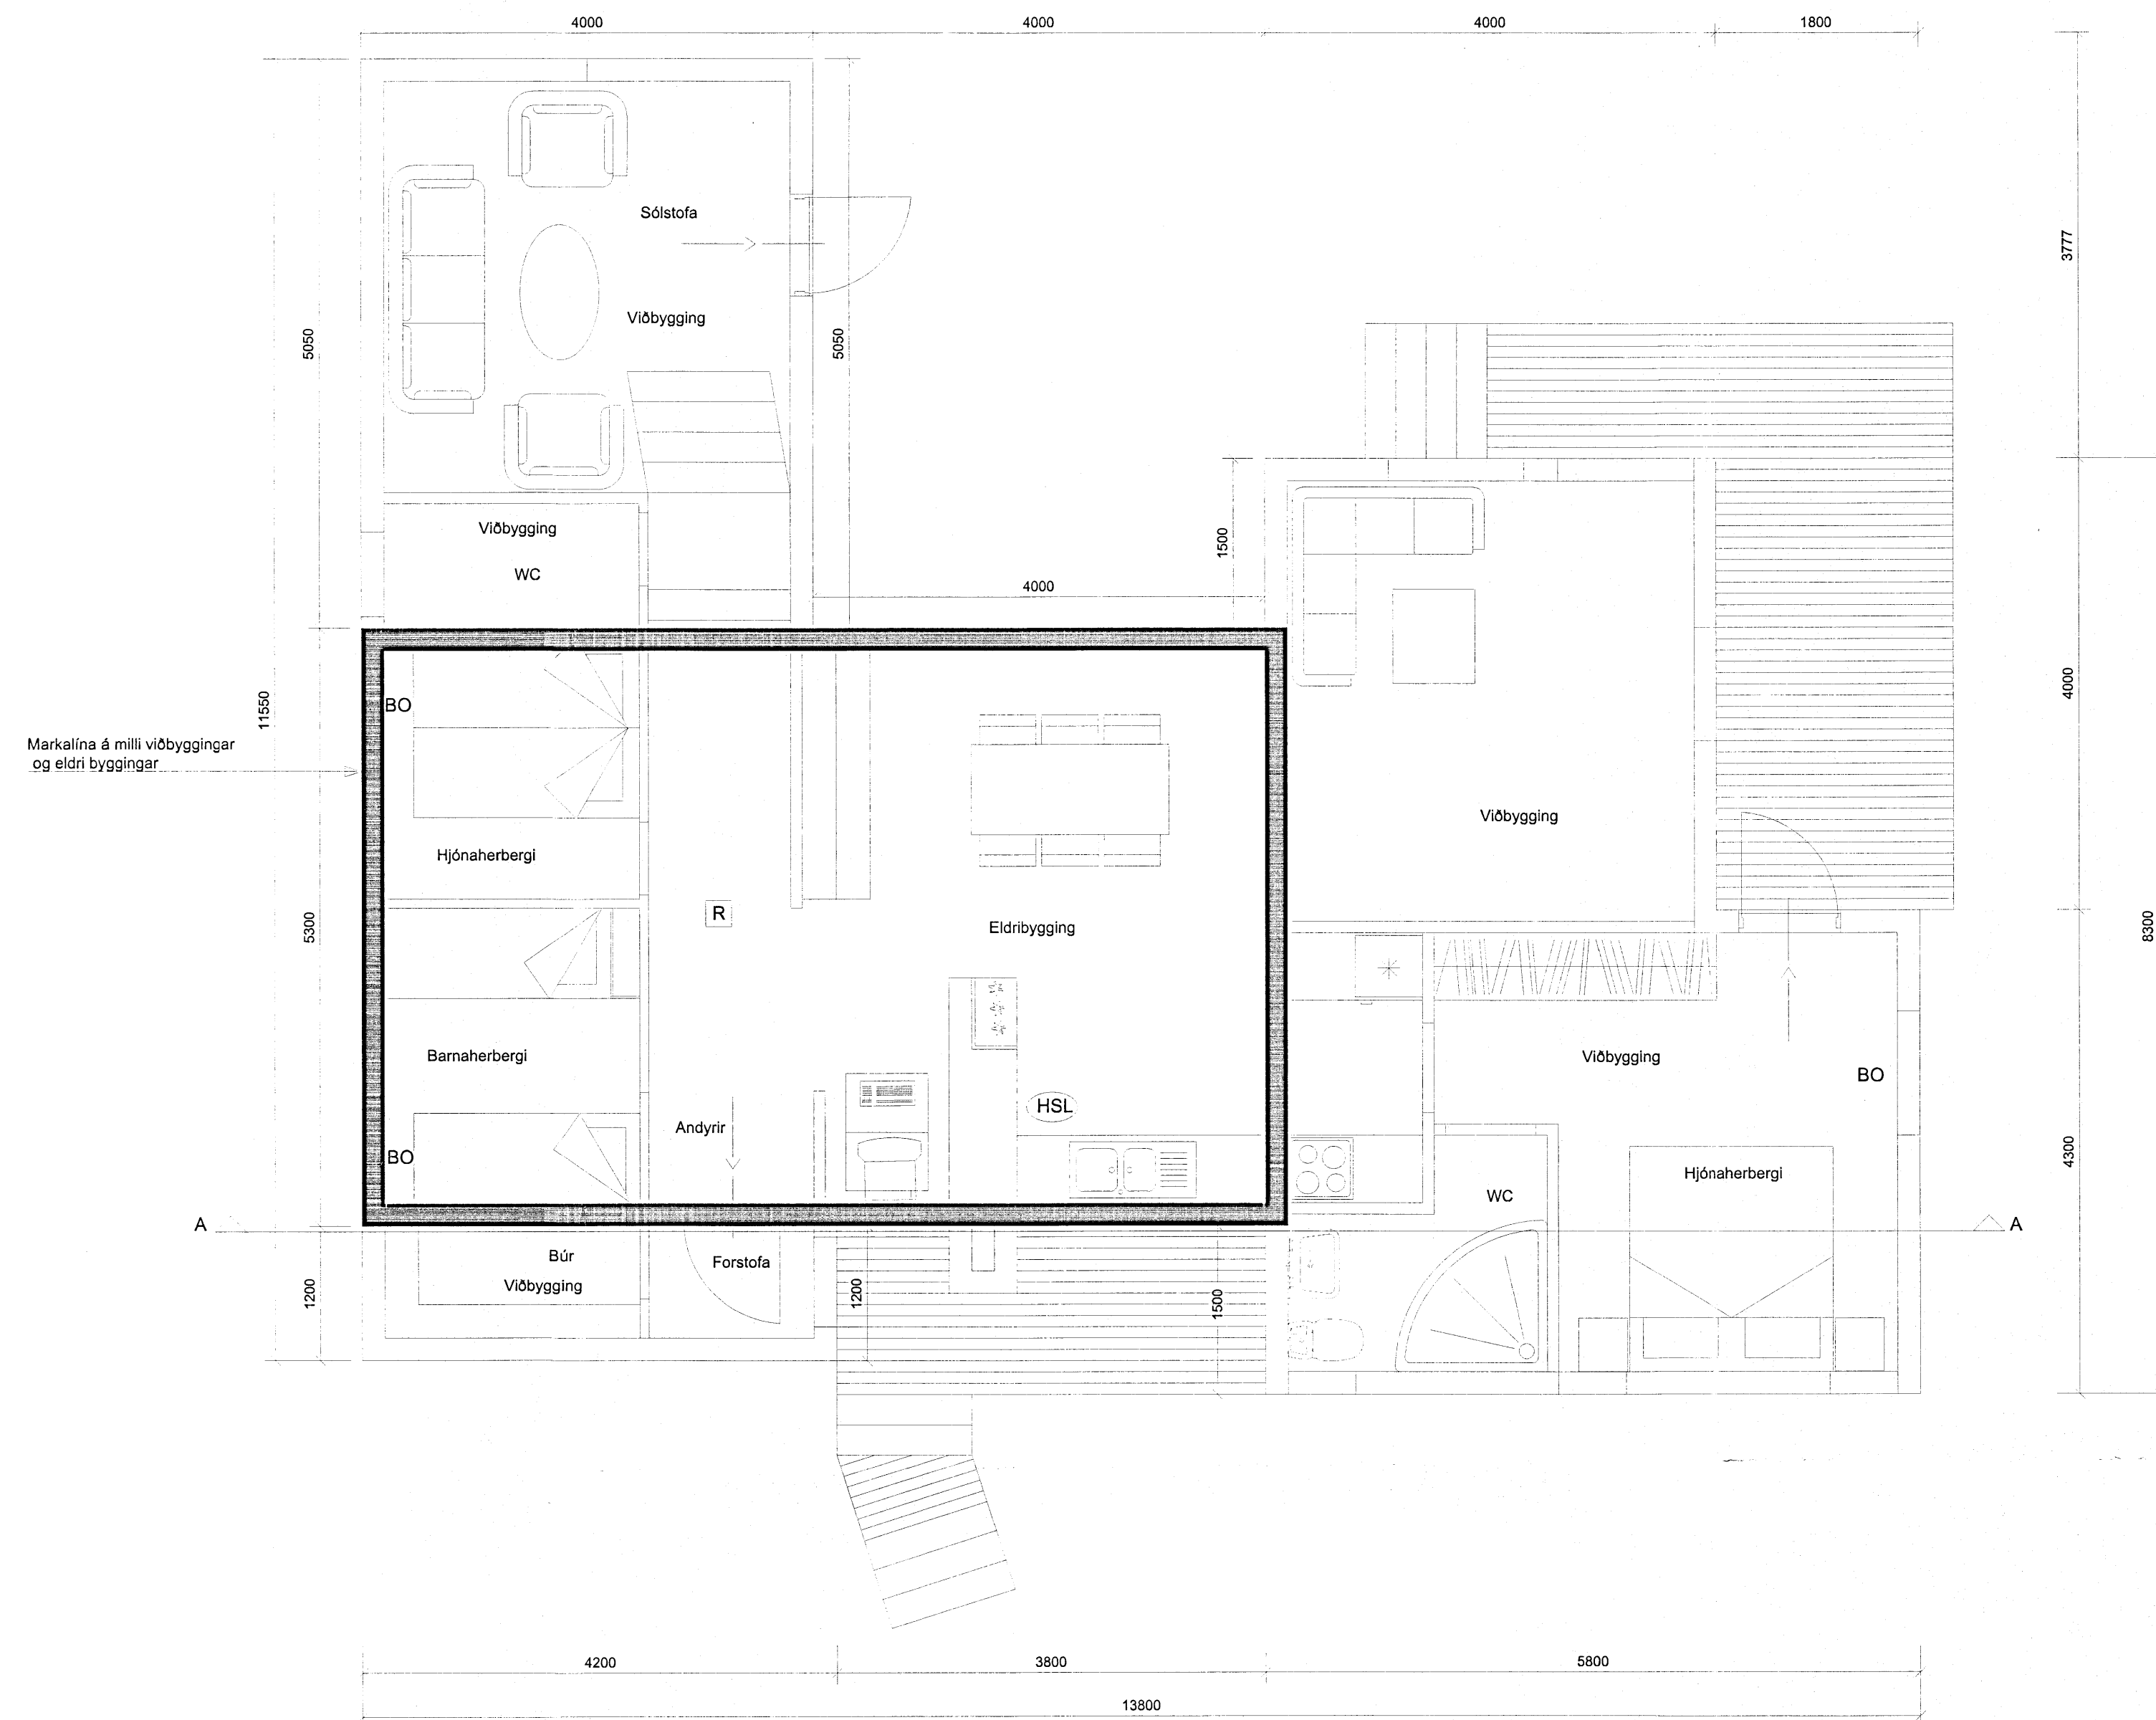 4000
4000
4000
1800
Sólstofa
3777
Viðbygging
5050
5050
Viðbygging
1500
WC
4000
4000
BO
11550
Markalína á milli viðbyggingar
og eldri byggingar
Viðbygging
Hjónaherbergi
R
Eldribygging
5300
8300
Barnaherbergi
Viðbygging
BO
HSL
Andyrir
BO
4300
Hjónaherbergi
WC
A
A
Búr
Forstofa
Viðbygging
1200
1200
1500
4200
3800
5800
13800